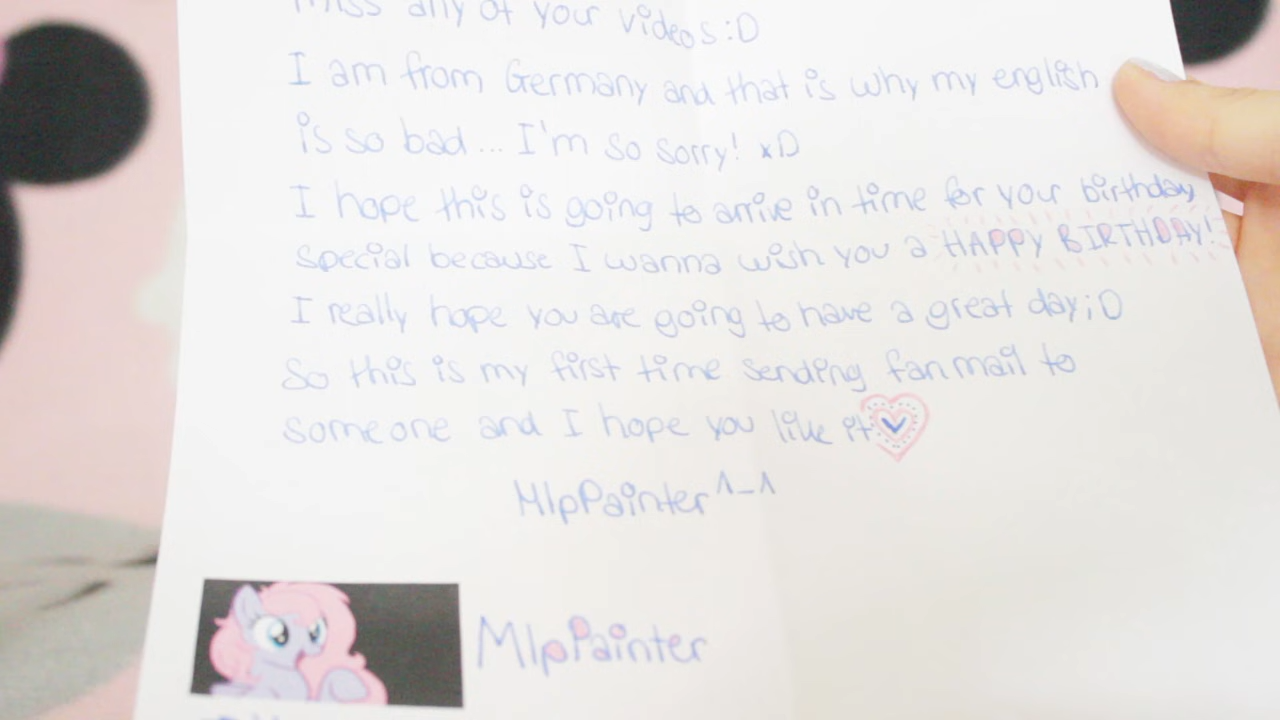 miss any of your videos :D
I am from Germany and that is why my english
is so bad... I'm so sorry! xD
I hope this is going to arrive in time for your birthday
special because I wanna wish you a HAPPY BIRTHDAY!
I really hope you are going to have a great day ;D
So this is my first time sending fanmail to
someone and I hope you like it
MlpPainter ^_^
MlpPainter